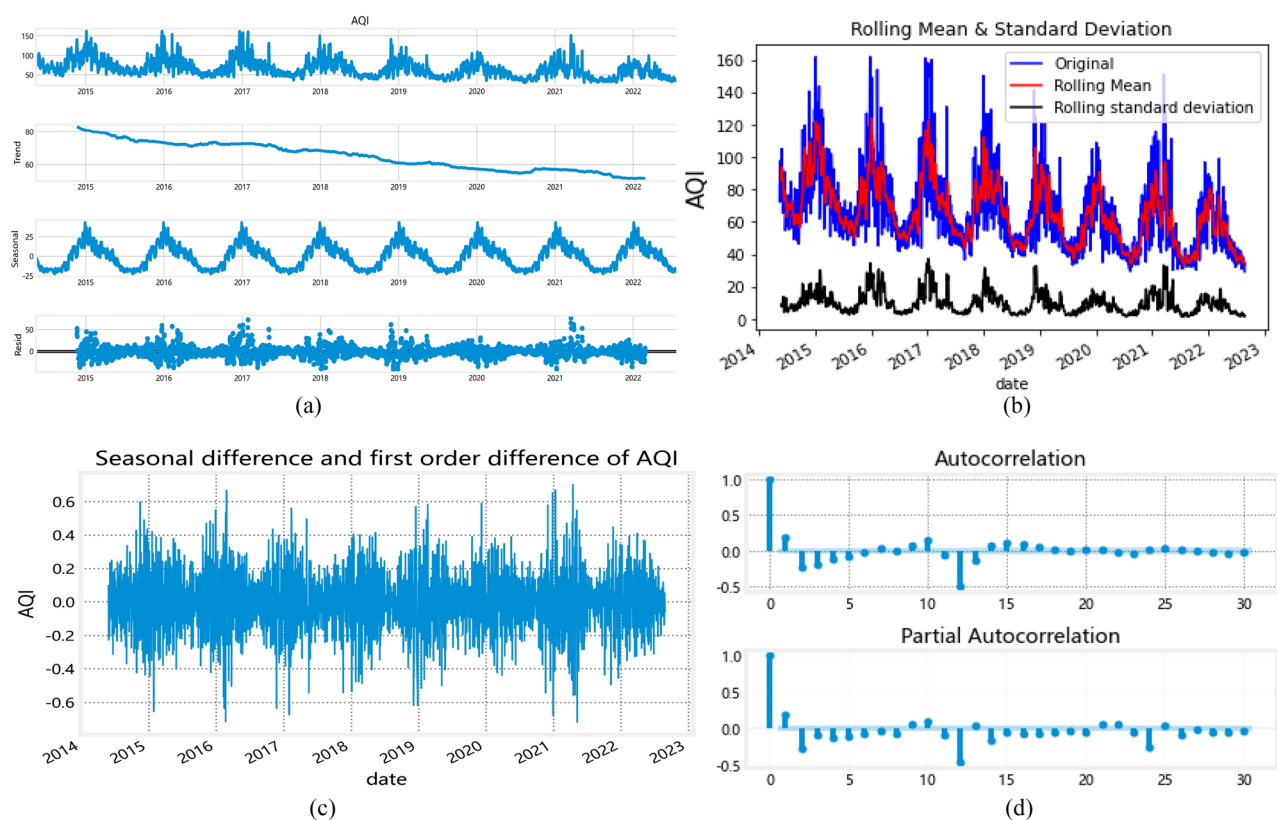 AQI
150
100
50
2015 2016 2017 2018 2019 2020 2021 2022
Trend
80
60
2015 2016 2017 2018 2019 2020 2021 2022
Seasonal
25
0
-25
2015 2016 2017 2018 2019 2020 2021 2022
Resid
50
0
2015 2016 2017 2018 2019 2020 2021 2022
(a)
Rolling Mean & Standard Deviation
Original
Rolling Mean
Rolling standard deviation
AQI
160
140
120
100
80
60
40
20
0
2014 2015 2016 2017 2018 2019 2020 2021 2022 2023
date
(b)
Seasonal difference and first order difference of AQI
AQI
0.6
0.4
0.2
0.0
-0.2
-0.4
-0.6
2014 2015 2016 2017 2018 2019 2020 2021 2022 2023
date
(c)
Autocorrelation
1.0
0.5
0.0
-0.5
0 5 10 15 20 25 30
Partial Autocorrelation
1.0
0.5
0.0
-0.5
0 5 10 15 20 25 30
(d)